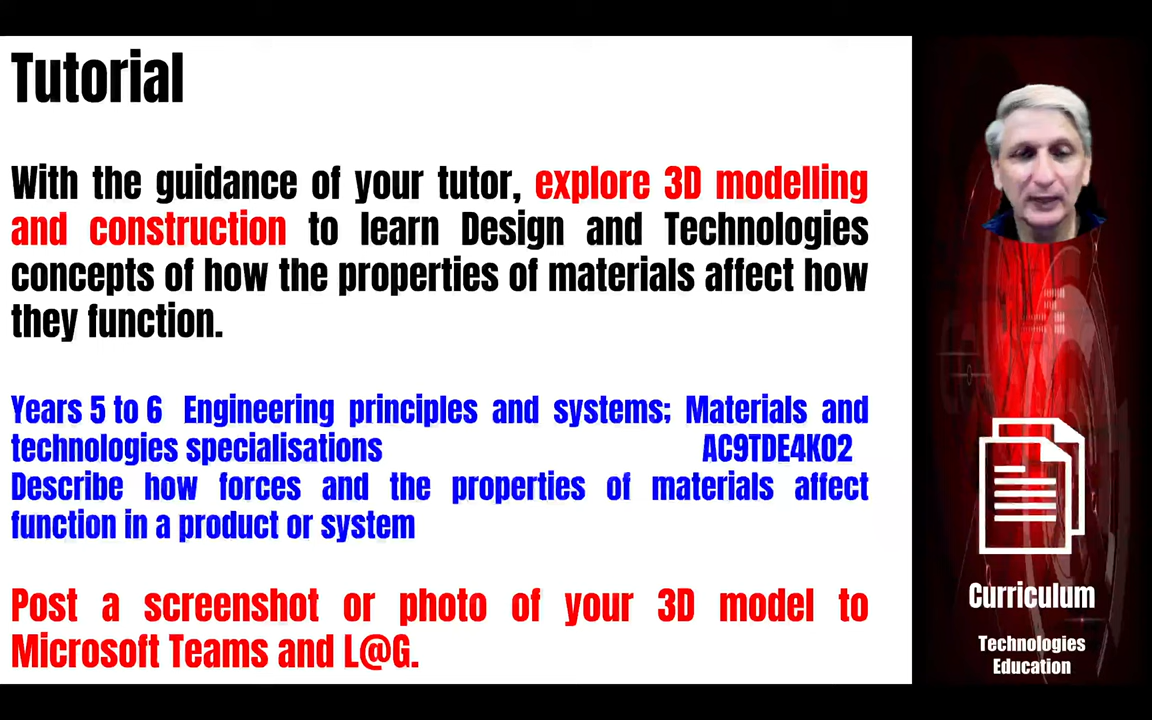 Tutorial
With the guidance of your tutor, explore 3D modelling
and construction to learn Design and Technologies
concepts of how the properties of materials affect how
they function.
Years 5 to 6 Engineering principles and systems; Materials and
technologies specialisations AC9TDE4K02
Describe how forces and the properties of materials affect
function in a product or system
Post a screenshot or photo of your 3D model to
Microsoft Teams and L@G.
Curriculum
Technologies
Education